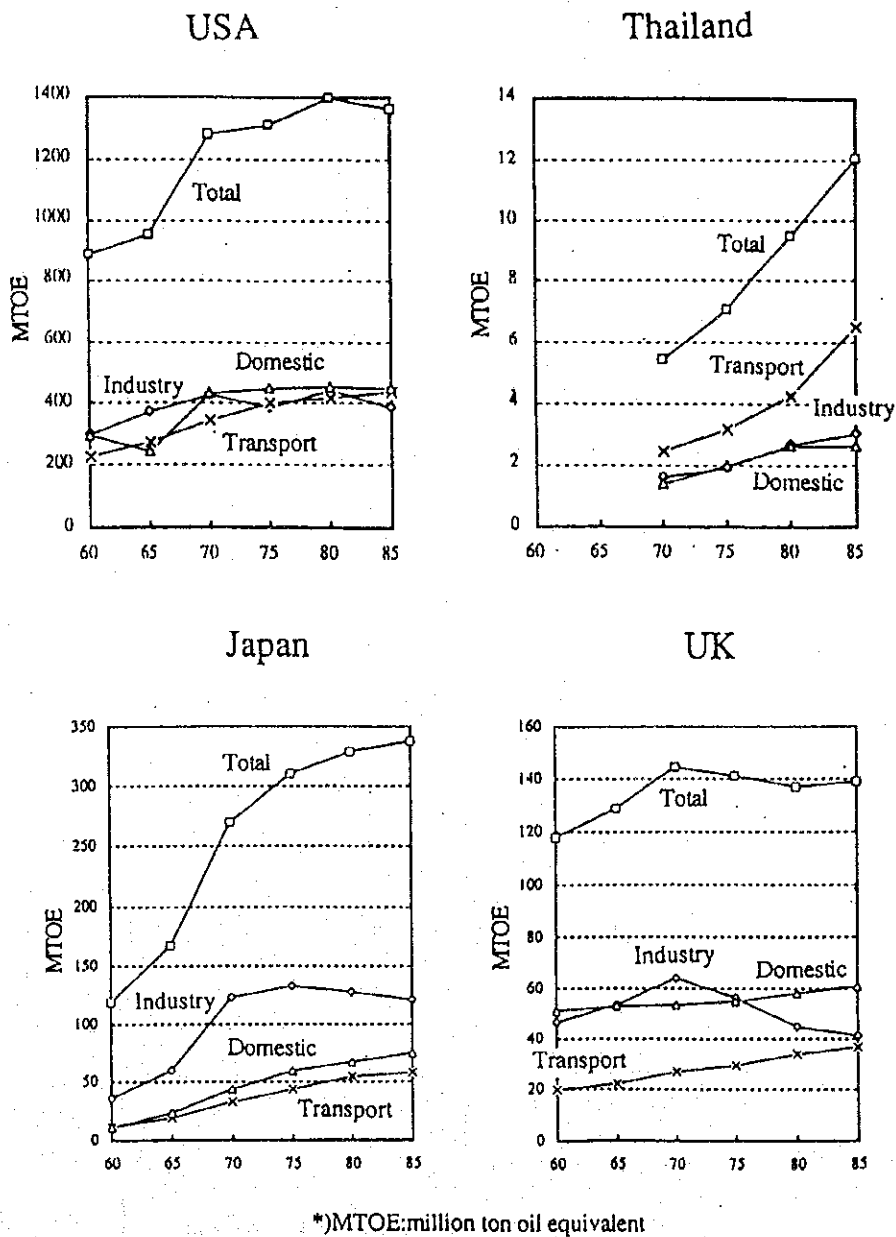 USA
1400
1200
1000
800
600
400
200
0
MTOE
Total
Domestic
Industry
Transport
60 65 70 75 80 85
Thailand
14
12
10
8
6
4
2
0
MTOE
Total
Transport
Industry
Domestic
60 65 70 75 80 85
Japan
350
300
250
200
150
100
50
0
MTOE
Total
Industry
Domestic
Transport
60 65 70 75 80 85
UK
160
140
120
100
80
60
40
20
0
MTOE
Total
Industry
Domestic
Transport
60 65 70 75 80 85
*)MTOE:million ton oil equivalent